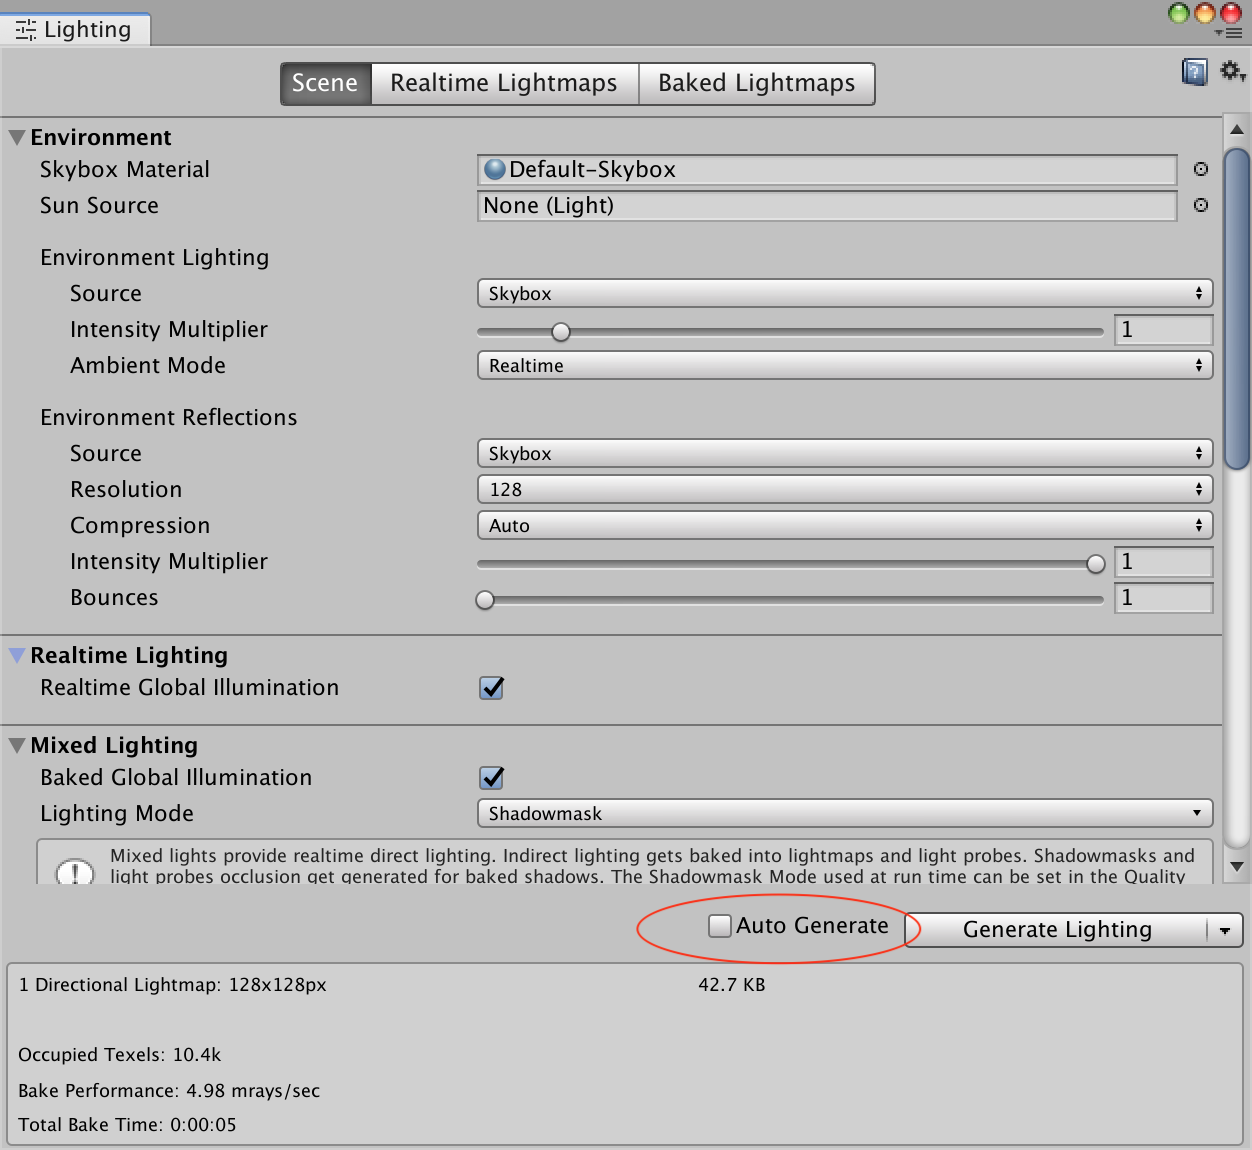 Lighting
Scene Realtime Lightmaps Baked Lightmaps
Environment
Skybox Material Default-Skybox
Sun Source None (Light)
Environment Lighting
Source Skybox
Intensity Multiplier 1
Ambient Mode Realtime
Environment Reflections
Source Skybox
Resolution 128
Compression Auto
Intensity Multiplier 1
Bounces 1
Realtime Lighting
Realtime Global Illumination
Mixed Lighting
Baked Global Illumination
Lighting Mode Shadowmask
Mixed lights provide realtime direct lighting. Indirect lighting gets baked into lightmaps and light probes. Shadowmasks and
light probes occlusion get generated for baked shadows. The Shadowmask Mode used at run time can be set in the Quality
Auto Generate Generate Lighting
1 Directional Lightmap: 128x128px 42.7 KB
Occupied Texels: 10.4k
Bake Performance: 4.98 mrays/sec
Total Bake Time: 0:00:05